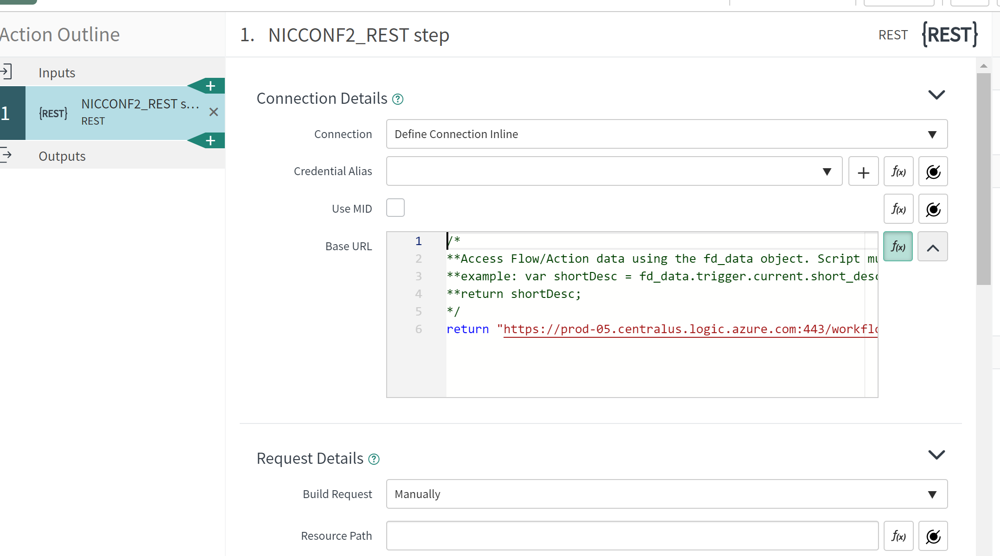 Action Outline
Inputs
1
{REST}
NICCONF2_REST s...
REST
Outputs
1. NICCONF2_REST step
REST {REST}
Connection Details ?
Connection Define Connection Inline
Credential Alias
f(x)
Use MID
f(x)
Base URL
f(x)
1 /*
2 **Access Flow/Action data using the fd_data object. Script
3 **example: var shortDesc = fd_data.trigger.current.short_desc
4 **return shortDesc;
5 */
6 return "https://prod-05.centralus.logic.azure.com:443/workflo
Request Details ?
Build Request Manually
Resource Path
f(x)